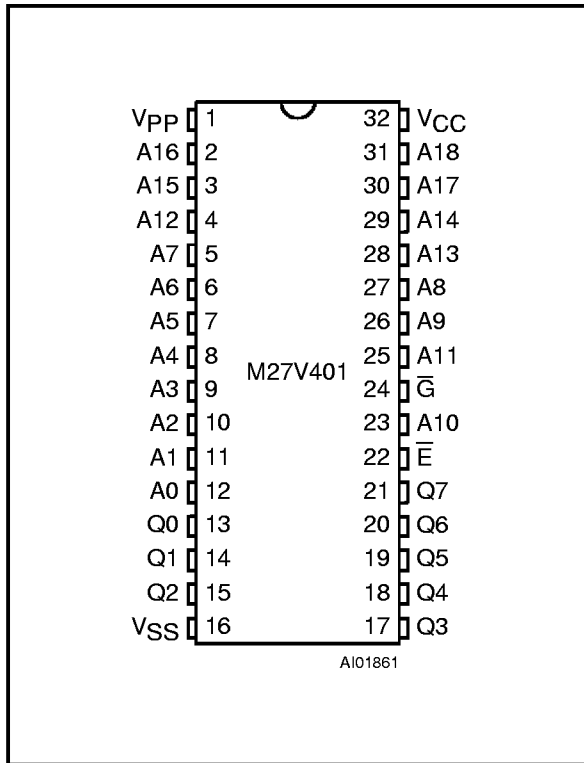 VPP 1 32 VCC
A16 2 31 A18
A15 3 30 A17
A12 4 29 A14
A7 5 28 A13
A6 6 27 A8
A5 7 26 A9
A4 8 25 A11
M27V401
A3 9 24 G̅
A2 10 23 A10
A1 11 22 E̅
A0 12 21 Q7
Q0 13 20 Q6
Q1 14 19 Q5
Q2 15 18 Q4
VSS 16 17 Q3
AI01861